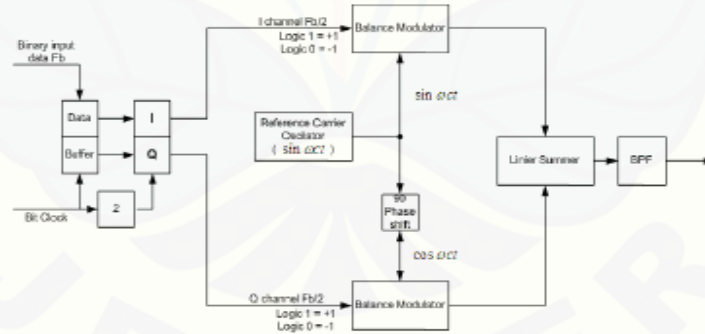 I channel Fb/2
Logic 1 = +1
Logic 0 = -1
Balance Modulator
Binary input
data Fb
sin ωct
Data
I
Reference Carrier
Oscilator
( sin ωct )
Buffer
Q
Linier Summer
BPF
2
Bit Clock
90
Phase
shift
cos ωct
Q channel Fb/2
Logic 1 = +1
Logic 0 = -1
Balance Modulator